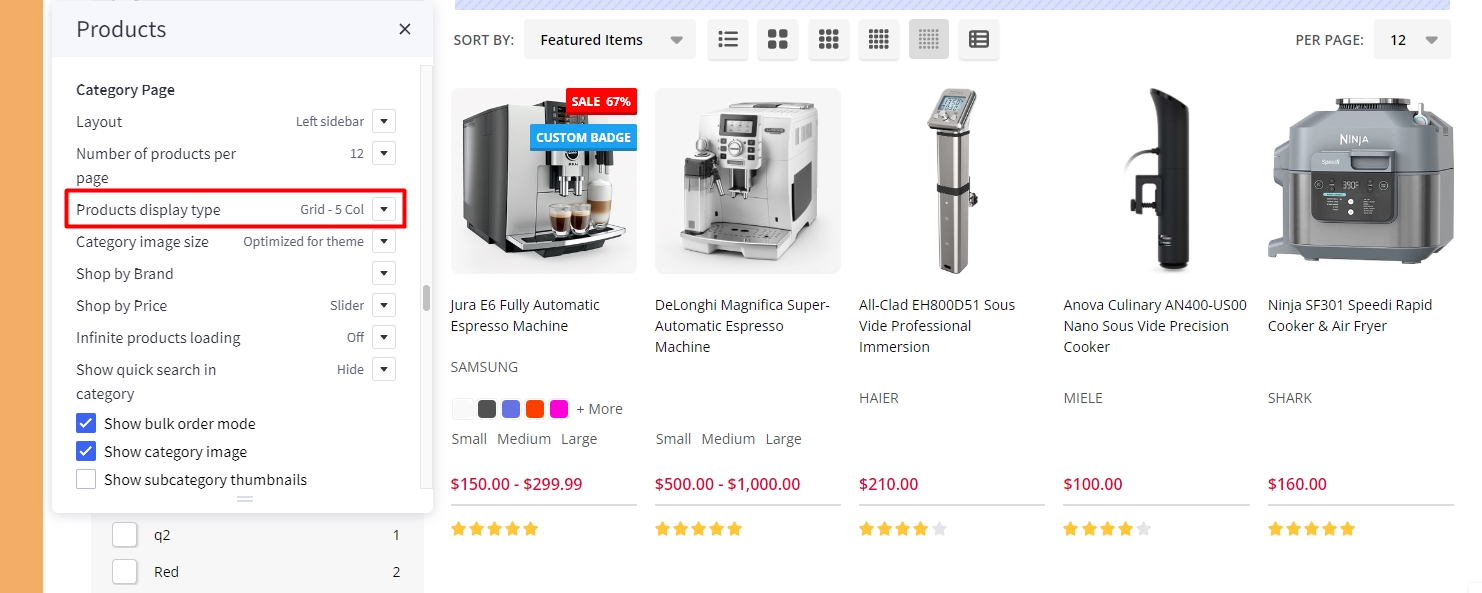 Products
Category Page
Layout Left sidebar
Number of products per page 12
Products display type Grid - 5 Col
Category image size Optimized for theme
Shop by Brand
Shop by Price Slider
Infinite products loading Off
Show quick search in category Hide
Show bulk order mode
Show category image
Show subcategory thumbnails
q2 1
Red 2
SORT BY: Featured Items
PER PAGE: 12
SALE 67%
CUSTOM BADGE
NINJA
Speedi
Jura E6 Fully Automatic
Espresso Machine
SAMSUNG
+ More
Small Medium Large
$150.00 - $299.99
DeLonghi Magnifica Super-
Automatic Espresso
Machine
Small Medium Large
$500.00 - $1,000.00
All-Clad EH800D51 Sous
Vide Professional
Immersion
HAIER
$210.00
Anova Culinary AN400-US00
Nano Sous Vide Precision
Cooker
MIELE
$100.00
Ninja SF301 Speedi Rapid
Cooker & Air Fryer
SHARK
$160.00